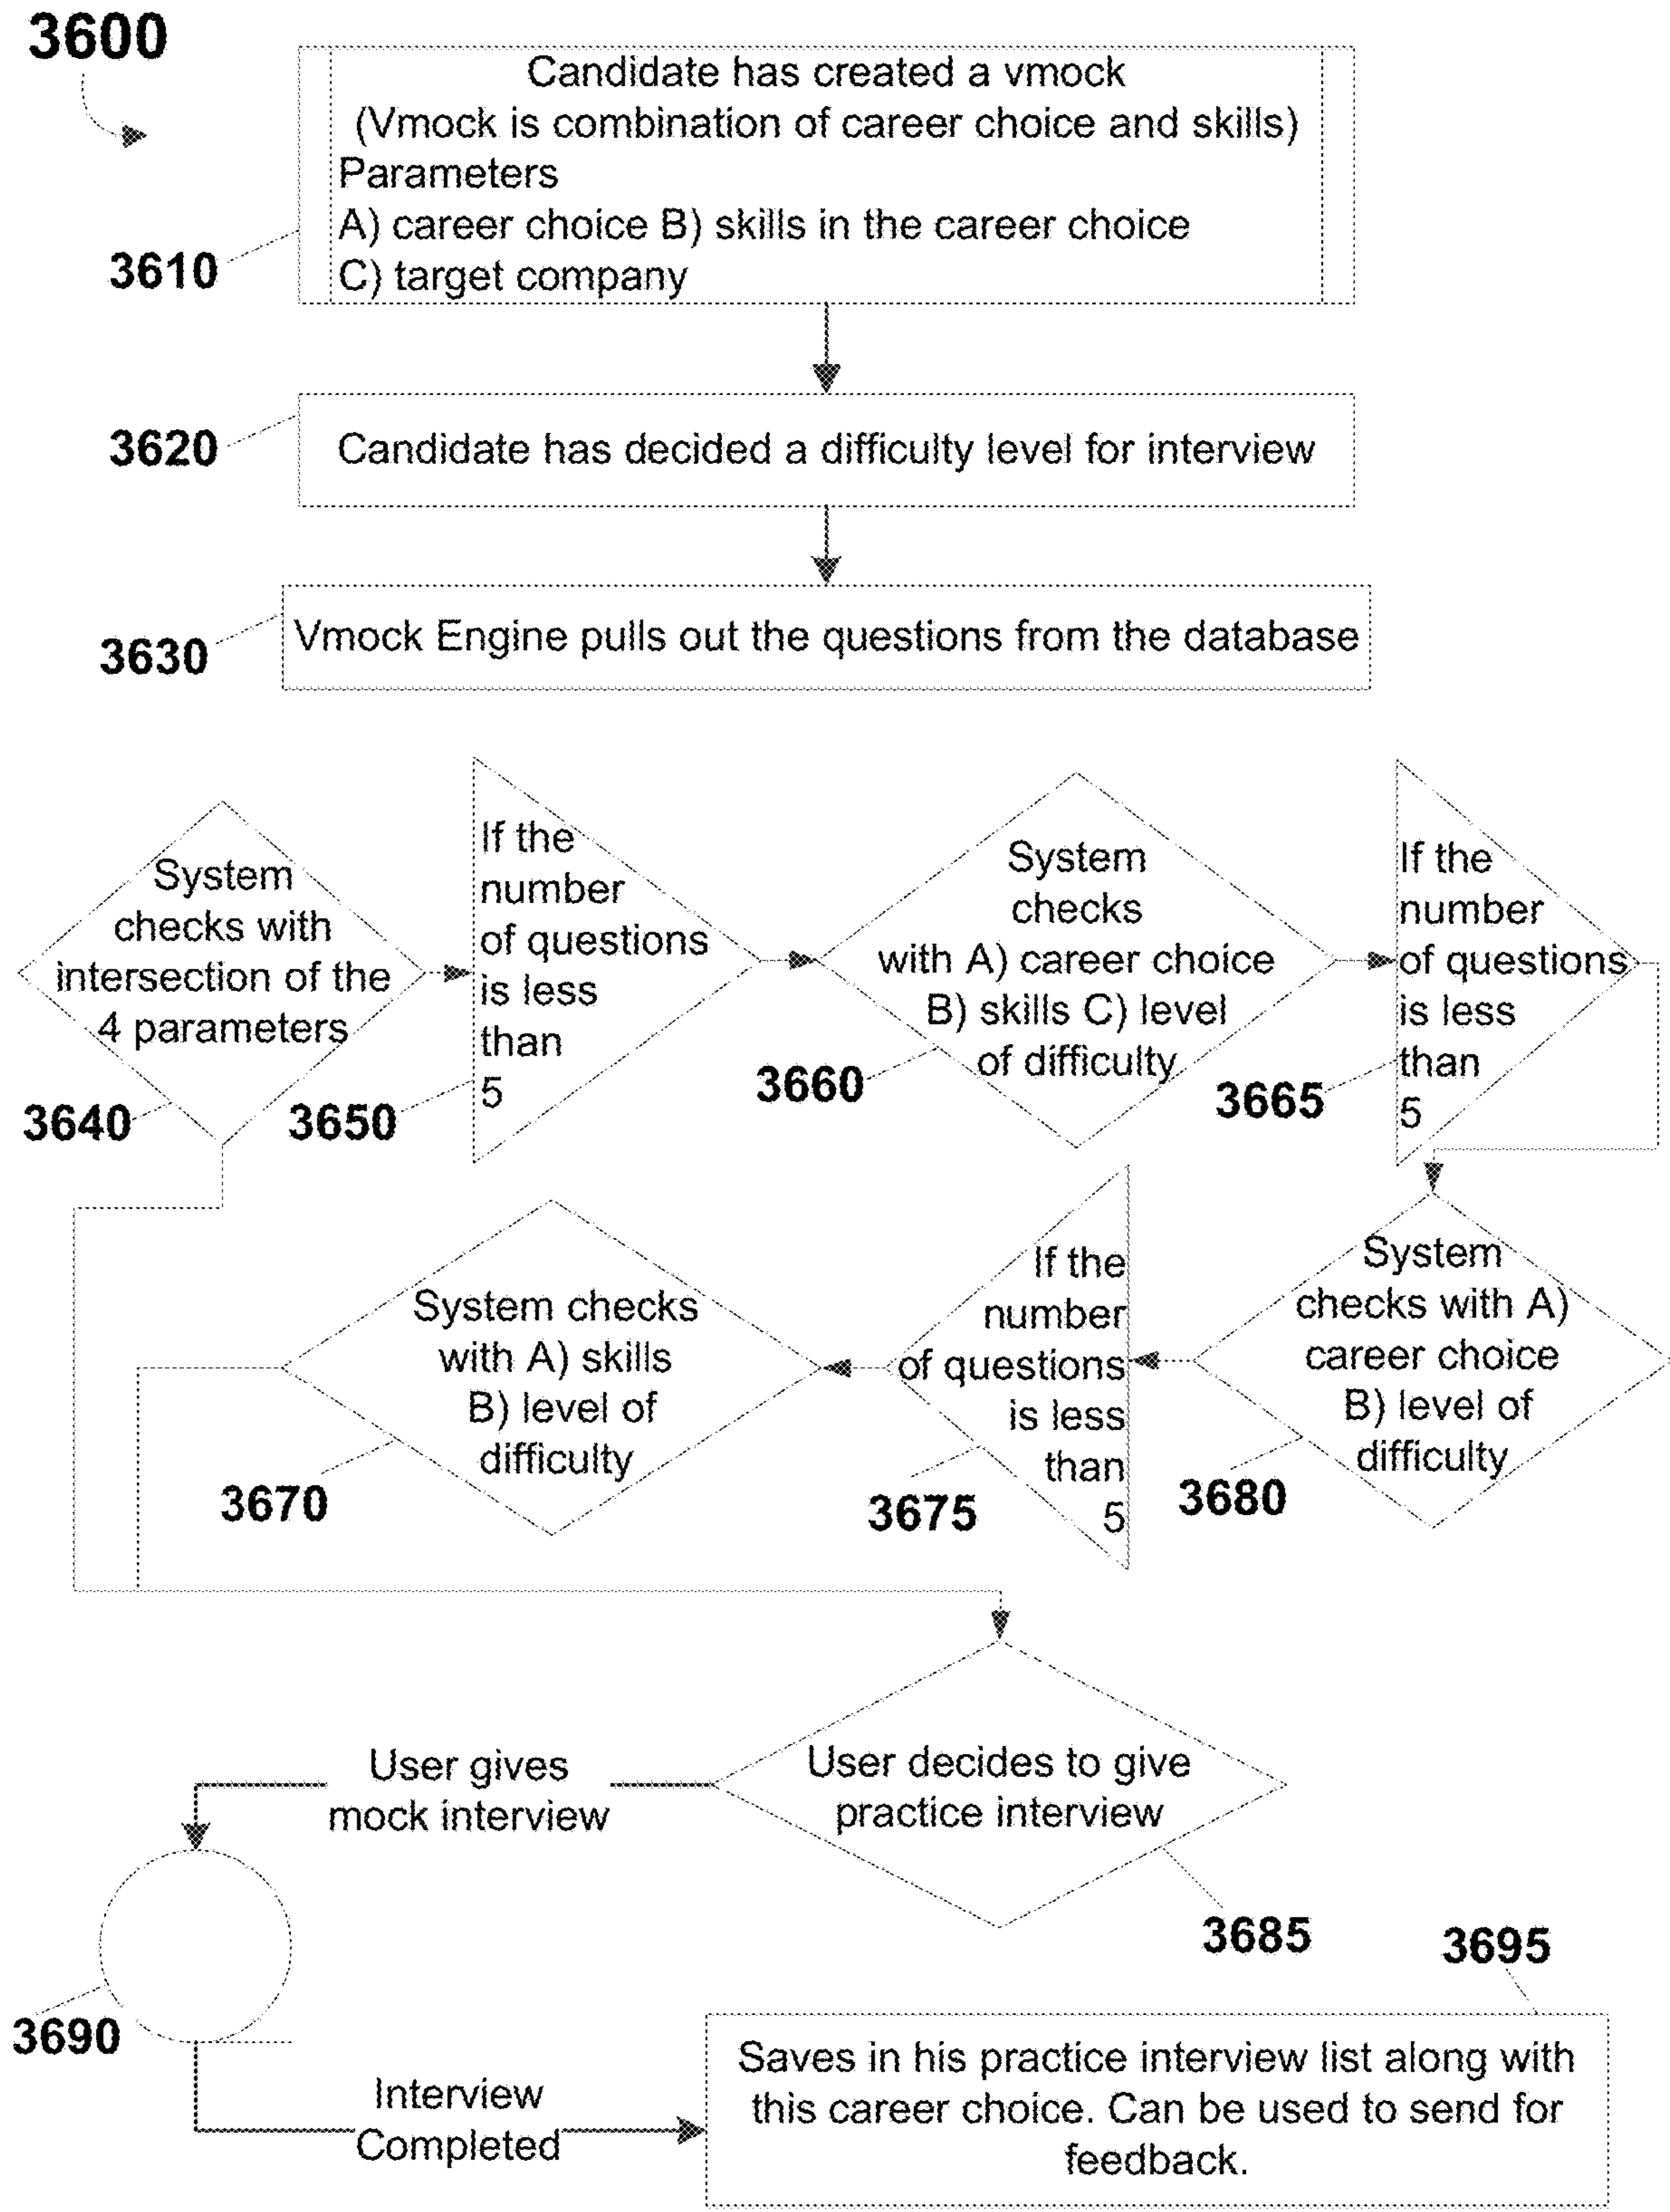 3600
Candidate has created a vmock
(Vmock is combination of career choice and skills)
Parameters
A) career choice B) skills in the career choice
C) target company
3610
Candidate has decided a difficulty level for interview
3620
Vmock Engine pulls out the questions from the database
3630
System
checks with
intersection of the
4 parameters
3640
If the
number
of questions
is less
than
5
3650
System
checks
with A) career choice
B) skills C) level
of difficulty
3660
If the
number
of questions
is less
than
5
3665
System
checks with A)
career choice
B) level of
difficulty
3680
If the
number
of questions
is less
than
5
3675
System checks
with A) skills
B) level of
difficulty
3670
User decides to give
practice interview
3685
User gives
mock interview
3690
Interview
Completed
3695
Saves in his practice interview list along with
this career choice. Can be used to send for
feedback.